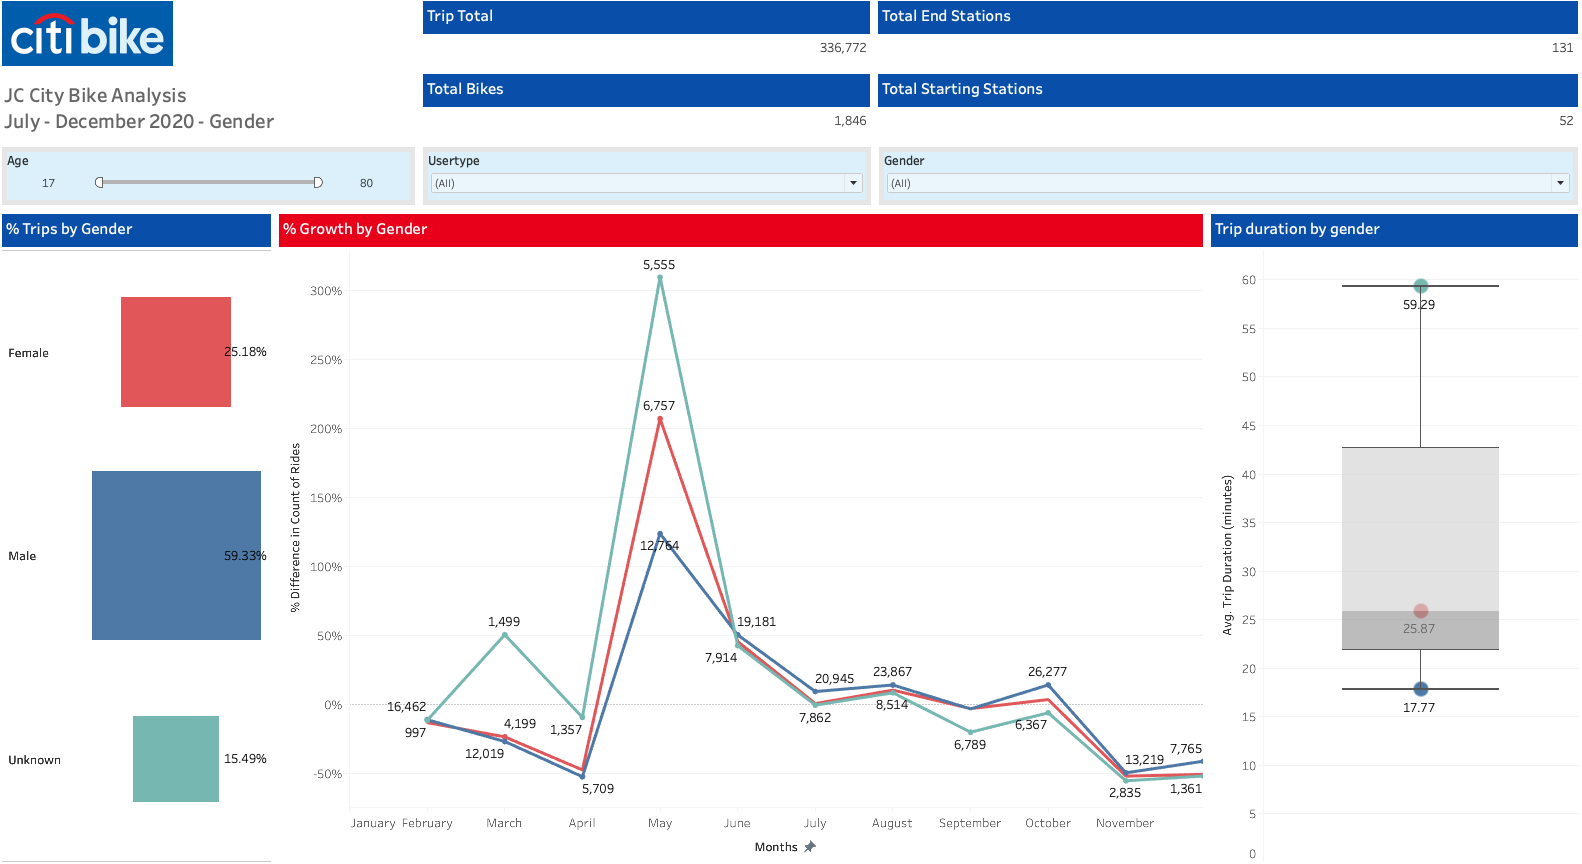 citi bike
JC City Bike Analysis
July - December 2020 - Gender
Trip Total
336,772
Total End Stations
131
Total Bikes
1,846
Total Starting Stations
52
Age
17
80
Usertype
(All)
Gender
(All)
% Trips by Gender
Female
25.18%
Male
59.33%
Unknown
15.49%
% Growth by Gender
% Difference in Count of Rides
300%
250%
200%
150%
100%
50%
0%
-50%
5,555
6,757
12,764
1,499
19,181
7,914
20,945
23,867
26,277
16,462
997
4,199
1,357
12,019
7,862
8,514
6,789
6,367
5,709
13,219
7,765
2,835
1,361
January February March April May June July August September October November
Months
Trip duration by gender
Avg. Trip Duration (minutes)
60
55
50
45
40
35
30
25
20
15
10
5
0
59.29
25.87
17.77